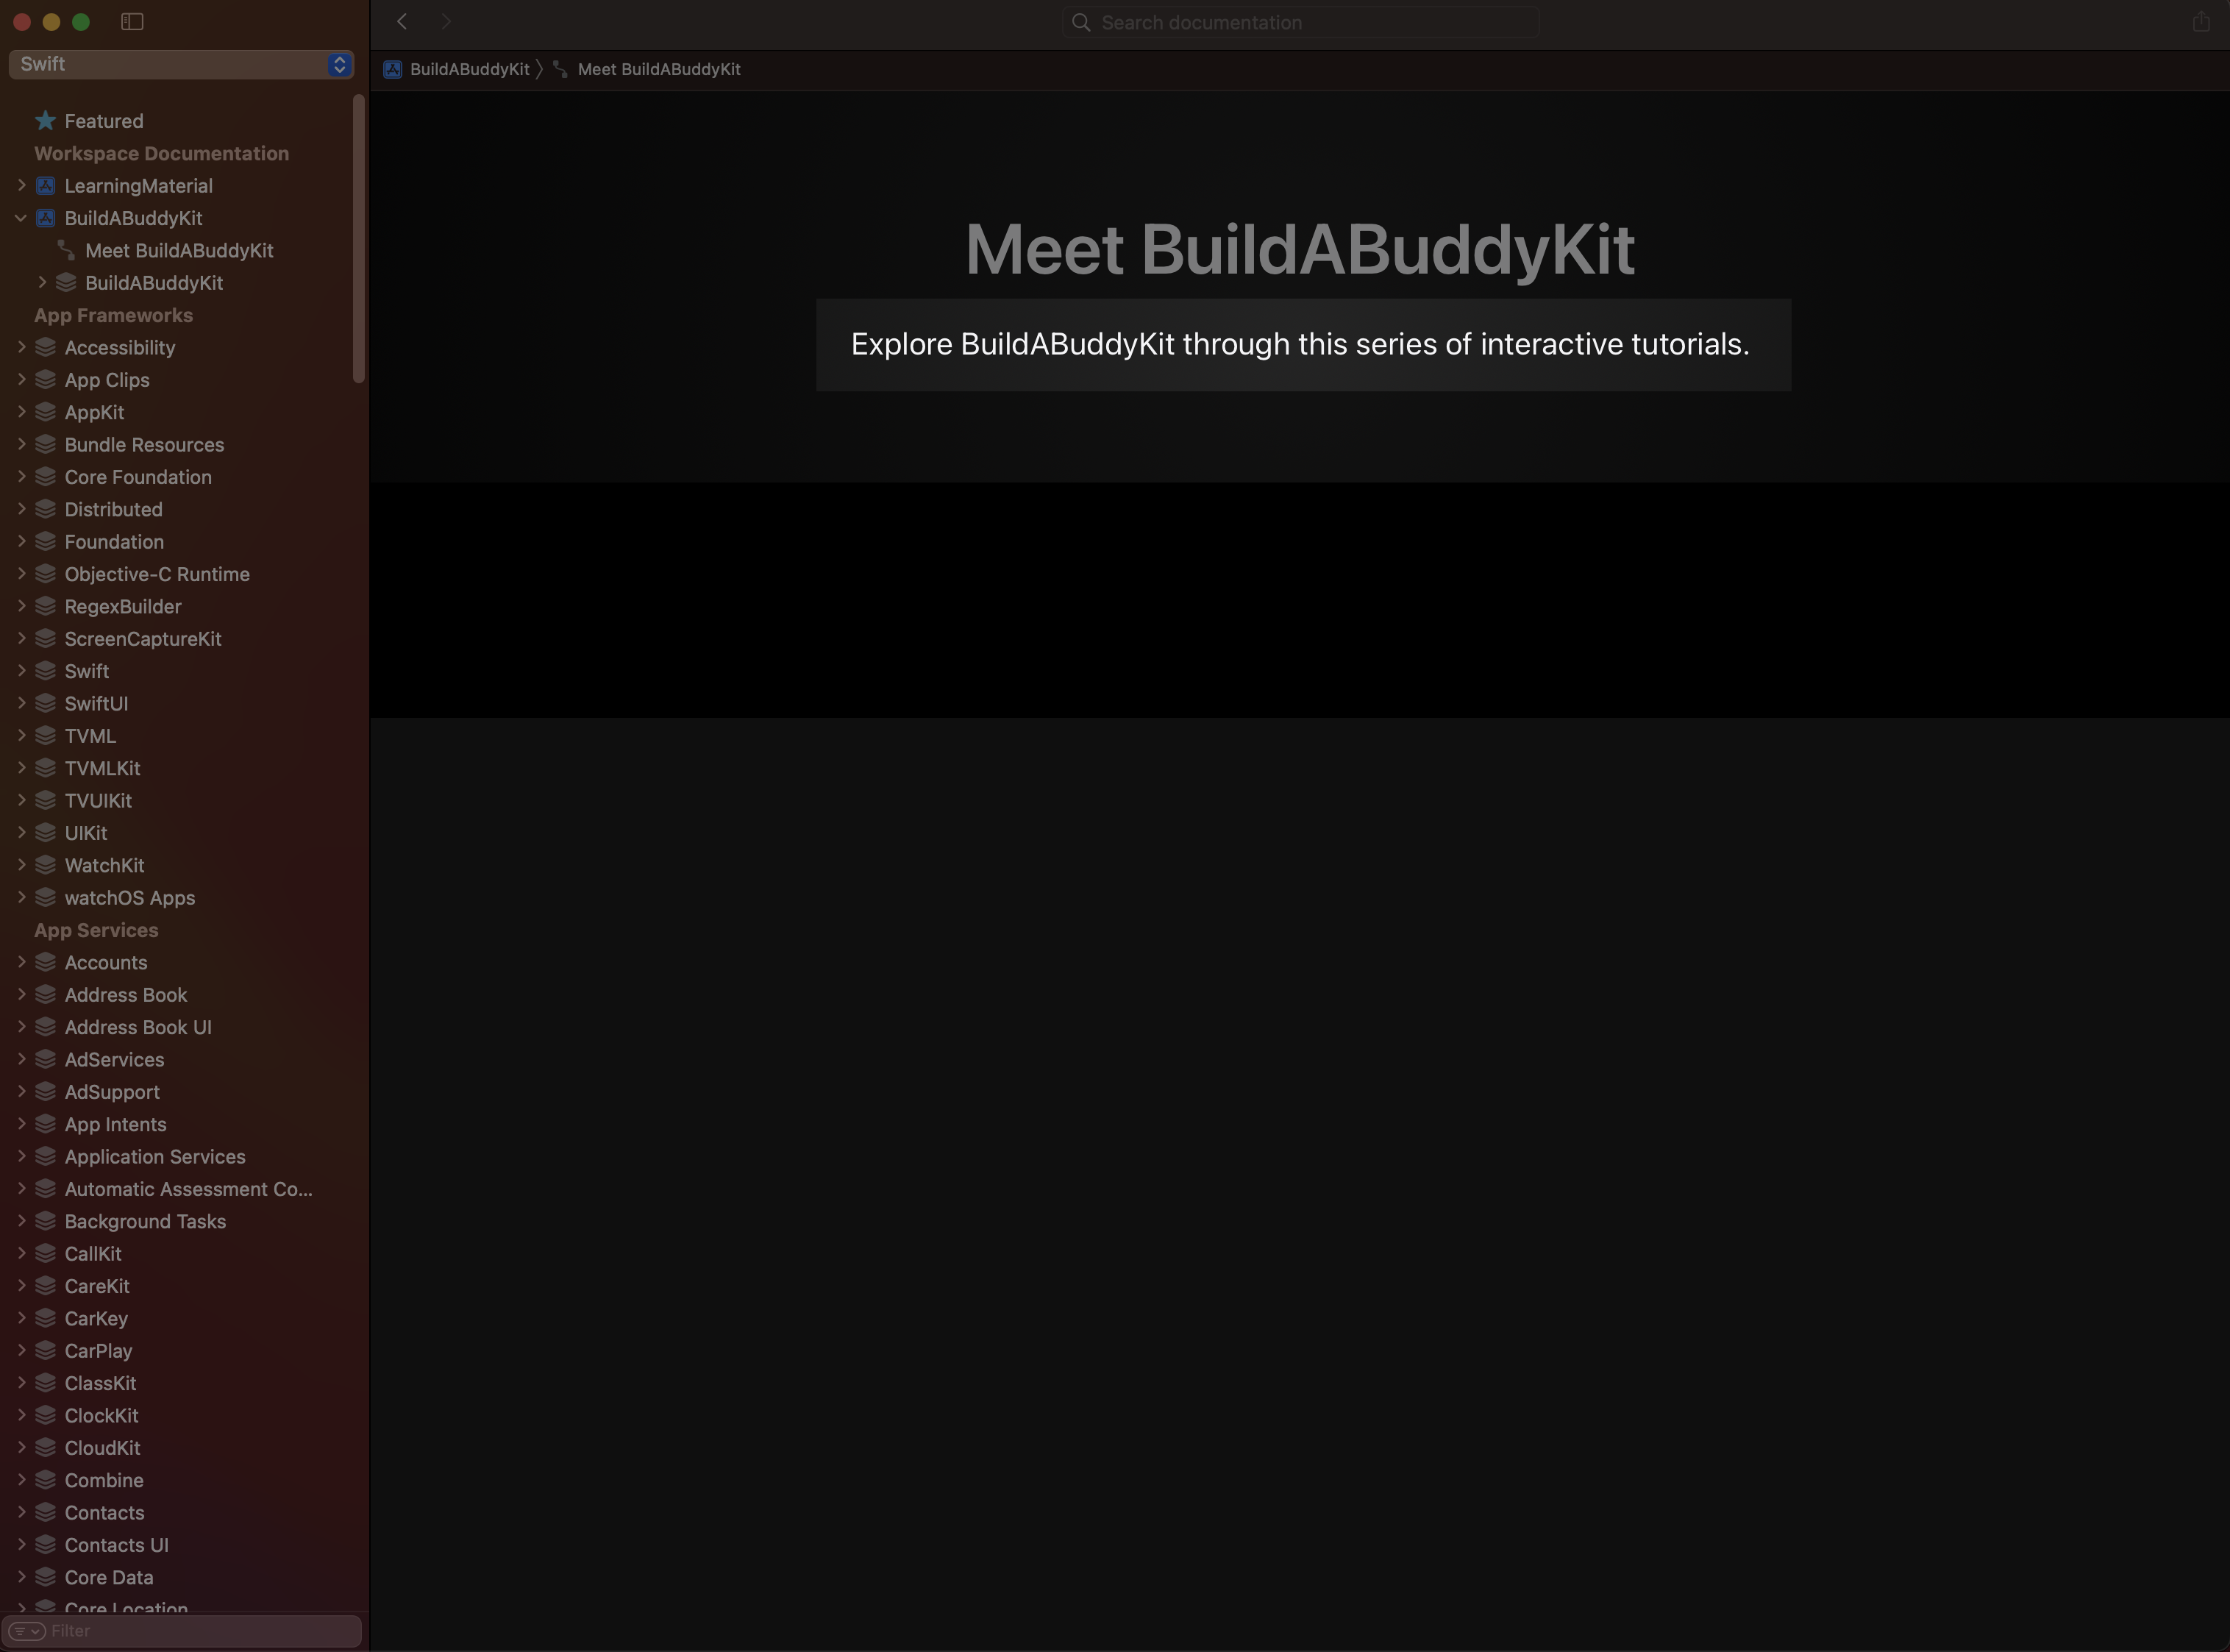 Search documentation
Swift
BuildABuddyKit
Meet BuildABuddyKit
Featured
Workspace Documentation
LearningMaterial
BuildABuddyKit
Meet BuildABuddyKit
BuildABuddyKit
App Frameworks
Accessibility
App Clips
AppKit
Bundle Resources
Core Foundation
Distributed
Foundation
Objective-C Runtime
RegexBuilder
ScreenCaptureKit
Swift
SwiftUI
TVML
TVMLKit
TVUIKit
UIKit
WatchKit
watchOS Apps
App Services
Accounts
Address Book
Address Book UI
AdServices
AdSupport
App Intents
Application Services
Automatic Assessment Co...
Background Tasks
CallKit
CareKit
CarKey
CarPlay
ClassKit
ClockKit
CloudKit
Combine
Contacts
Contacts UI
Core Data
Core Location
Filter
Meet BuildABuddyKit
Explore BuildABuddyKit through this series of interactive tutorials.